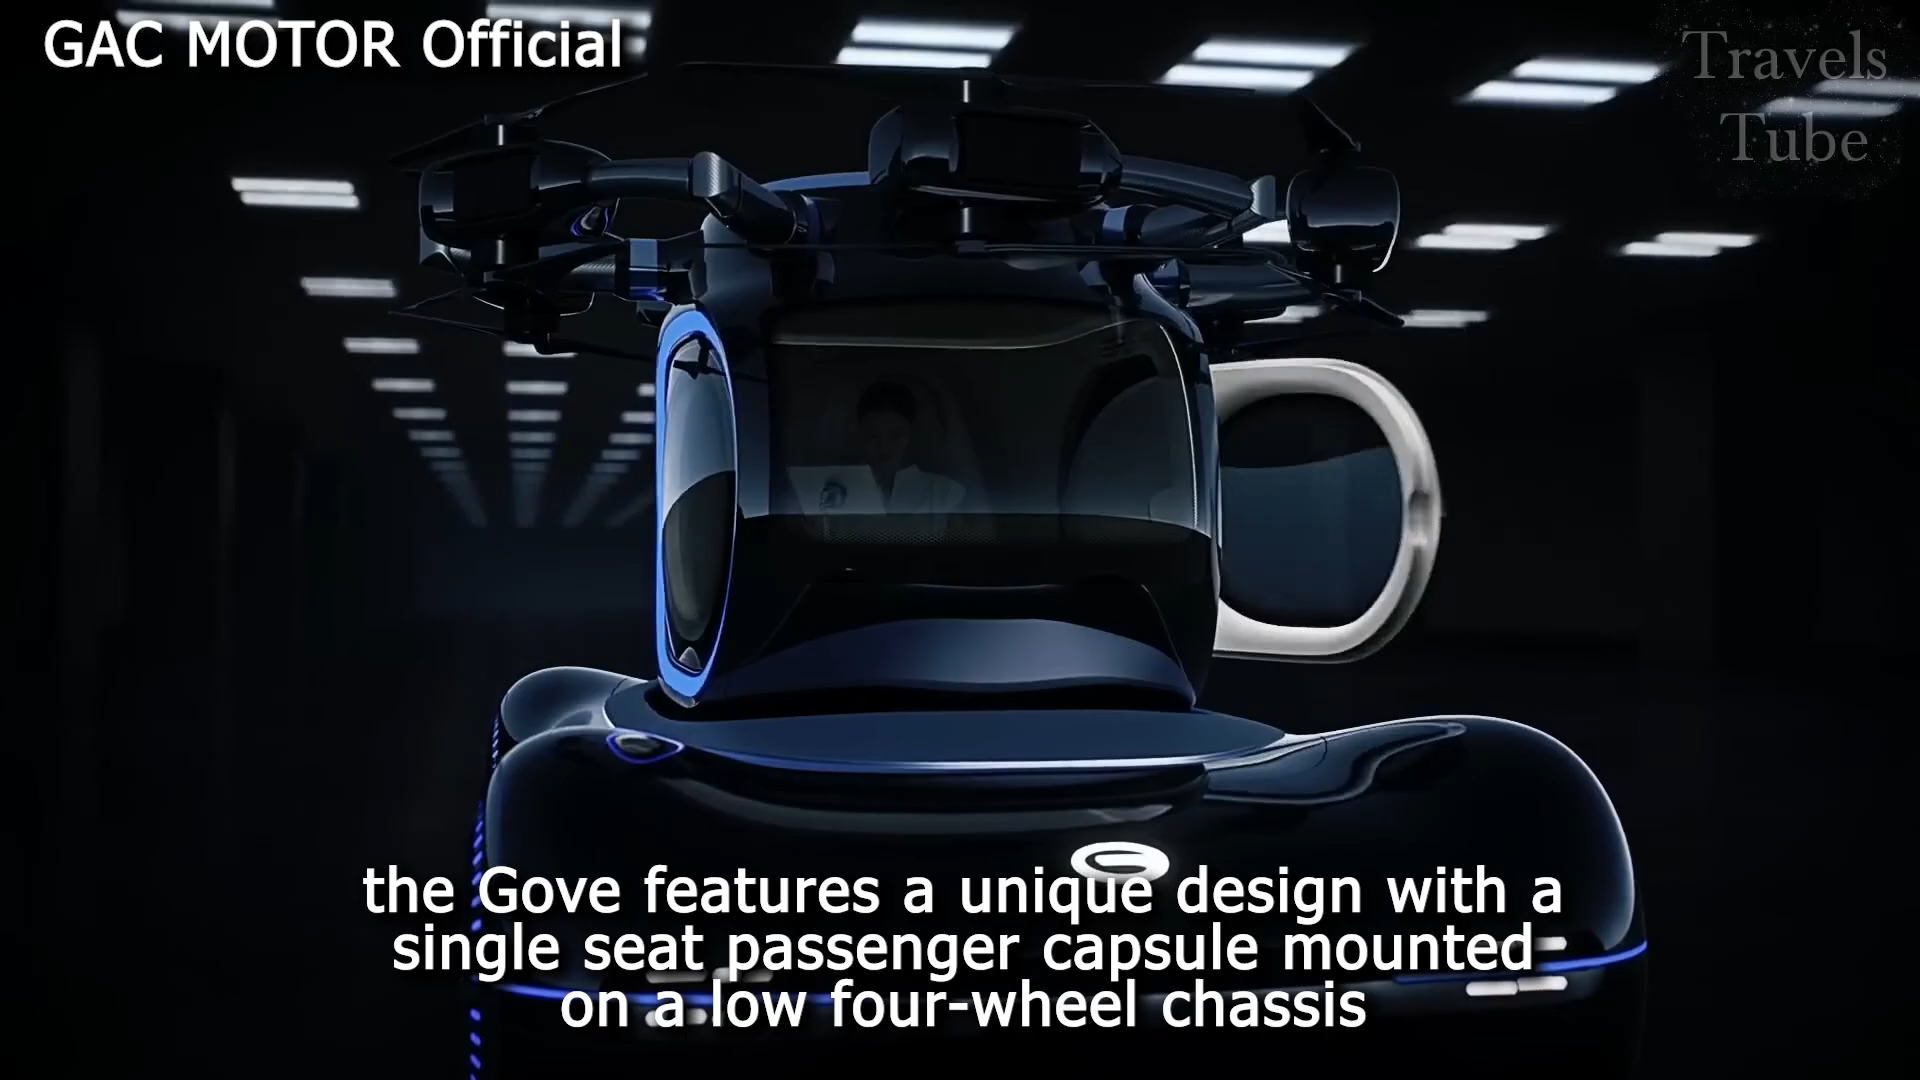 GAC MOTOR Official
Travels
Tube
the Gove features a unique design with a
single seat passenger capsule mounted
on a low four-wheel chassis